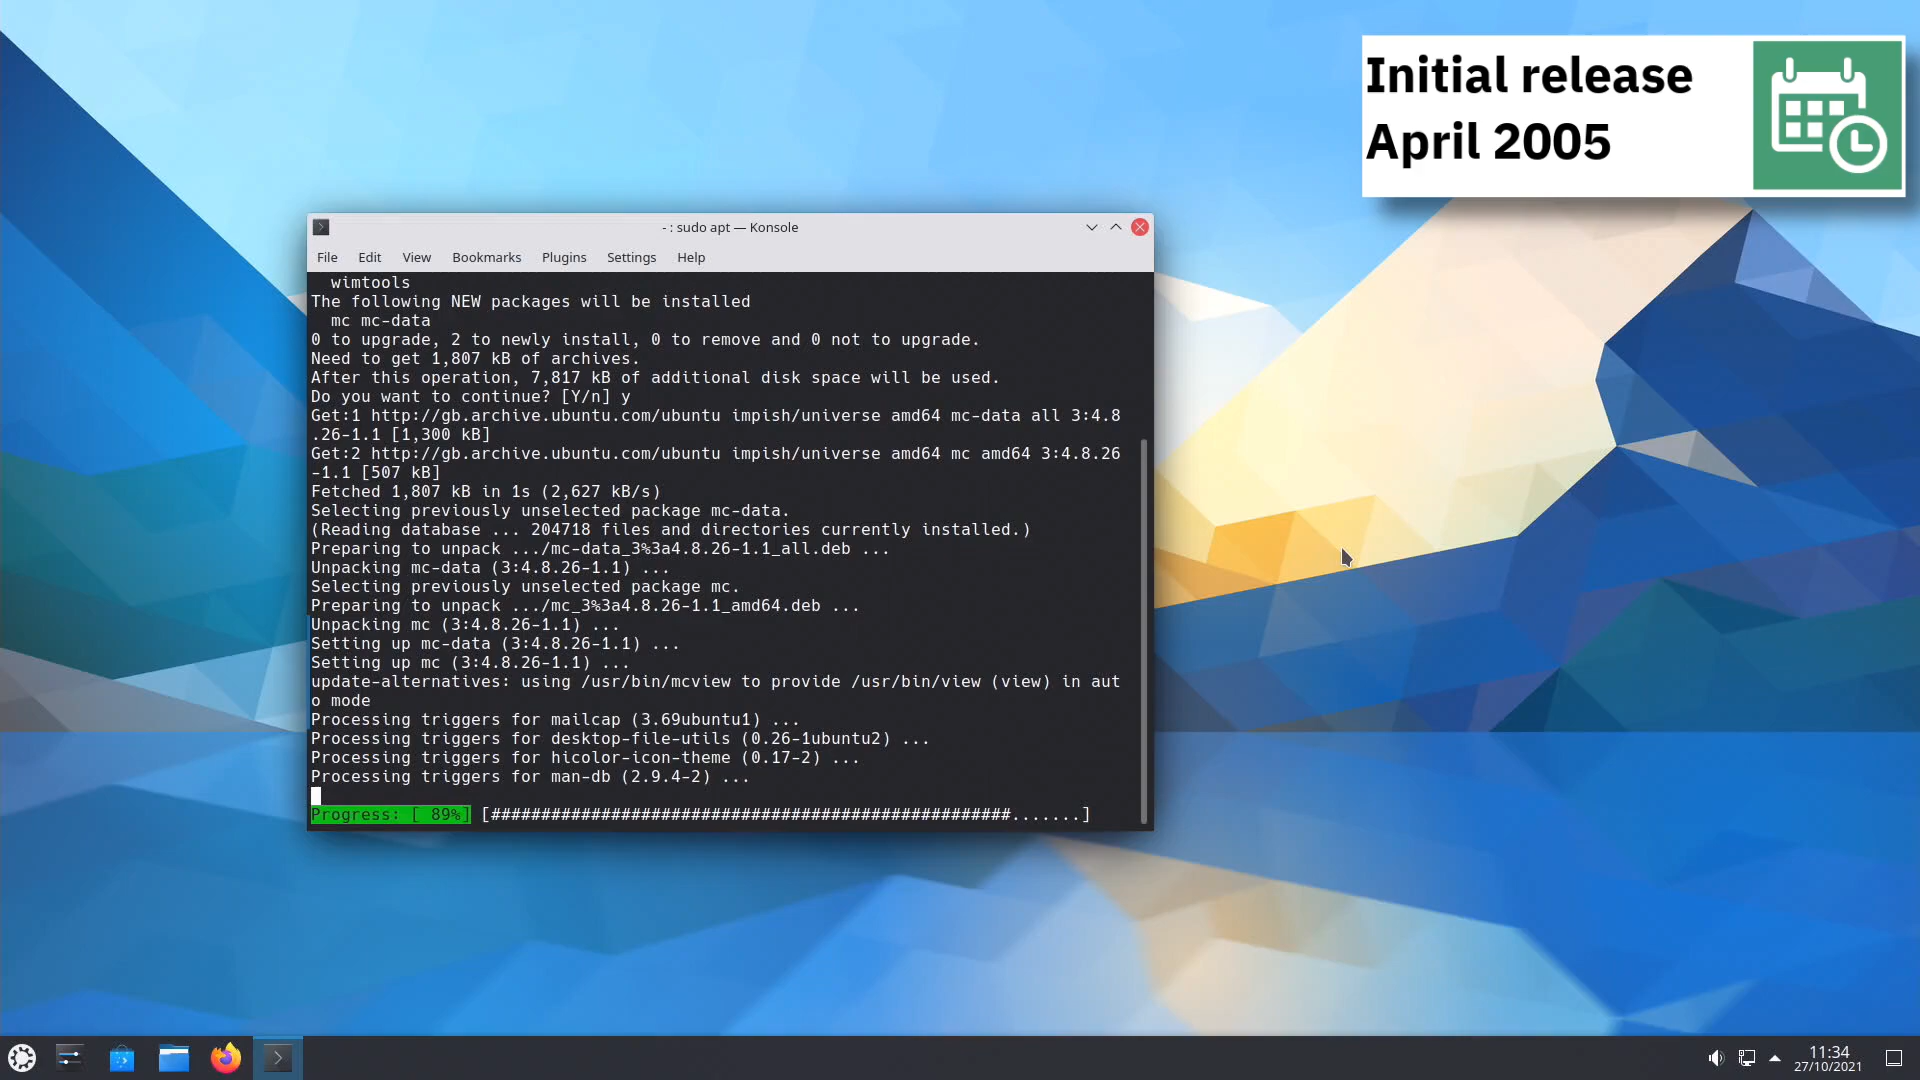 Initial release
April 2005
- : sudo apt — Konsole
File Edit View Bookmarks Plugins Settings Help
wimtools
The following NEW packages will be installed
mc mc-data
0 to upgrade, 2 to newly install, 0 to remove and 0 not to upgrade.
Need to get 1,807 kB of archives.
After this operation, 7,817 kB of additional disk space will be used.
Do you want to continue? [Y/n] y
Get:1 http://gb.archive.ubuntu.com/ubuntu impish/universe amd64 mc-data all 3:4.8
.26-1.1 [1,300 kB]
Get:2 http://gb.archive.ubuntu.com/ubuntu impish/universe amd64 mc amd64 3:4.8.26
-1.1 [507 kB]
Fetched 1,807 kB in 1s (2,627 kB/s)
Selecting previously unselected package mc-data.
(Reading database ... 204718 files and directories currently installed.)
Preparing to unpack .../mc-data_3%3a4.8.26-1.1_all.deb ...
Unpacking mc-data (3:4.8.26-1.1) ...
Selecting previously unselected package mc.
Preparing to unpack .../mc_3%3a4.8.26-1.1_amd64.deb ...
Unpacking mc (3:4.8.26-1.1) ...
Setting up mc-data (3:4.8.26-1.1) ...
Setting up mc (3:4.8.26-1.1) ...
update-alternatives: using /usr/bin/mcview to provide /usr/bin/view (view) in aut
o mode
Processing triggers for mailcap (3.69ubuntu1) ...
Processing triggers for desktop-file-utils (0.26-1ubuntu2) ...
Processing triggers for hicolor-icon-theme (0.17-2) ...
Processing triggers for man-db (2.9.4-2) ...
Progress: [ 89%] [####################################################.......]
11:34
27/10/2021